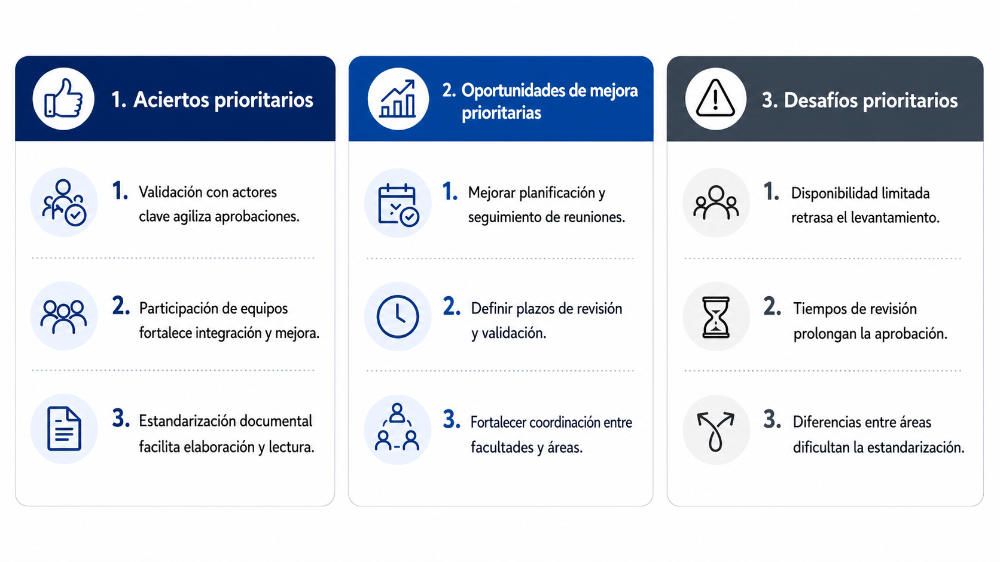 1. Aciertos prioritarios
1. Validación con actores
clave agiliza aprobaciones.
2. Participación de equipos
fortalece integración y mejora.
3. Estandarización documental
facilita elaboración y lectura.
2. Oportunidades de mejora
prioritarias
1. Mejorar planificación y
seguimiento de reuniones.
2. Definir plazos de revisión
y validación.
3. Fortalecer coordinación entre
facultades y áreas.
3. Desafíos prioritarios
1. Disponibilidad limitada
retrasa el levantamiento.
2. Tiempos de revisión
prolongan la aprobación.
3. Diferencias entre áreas
dificultan la estandarización.